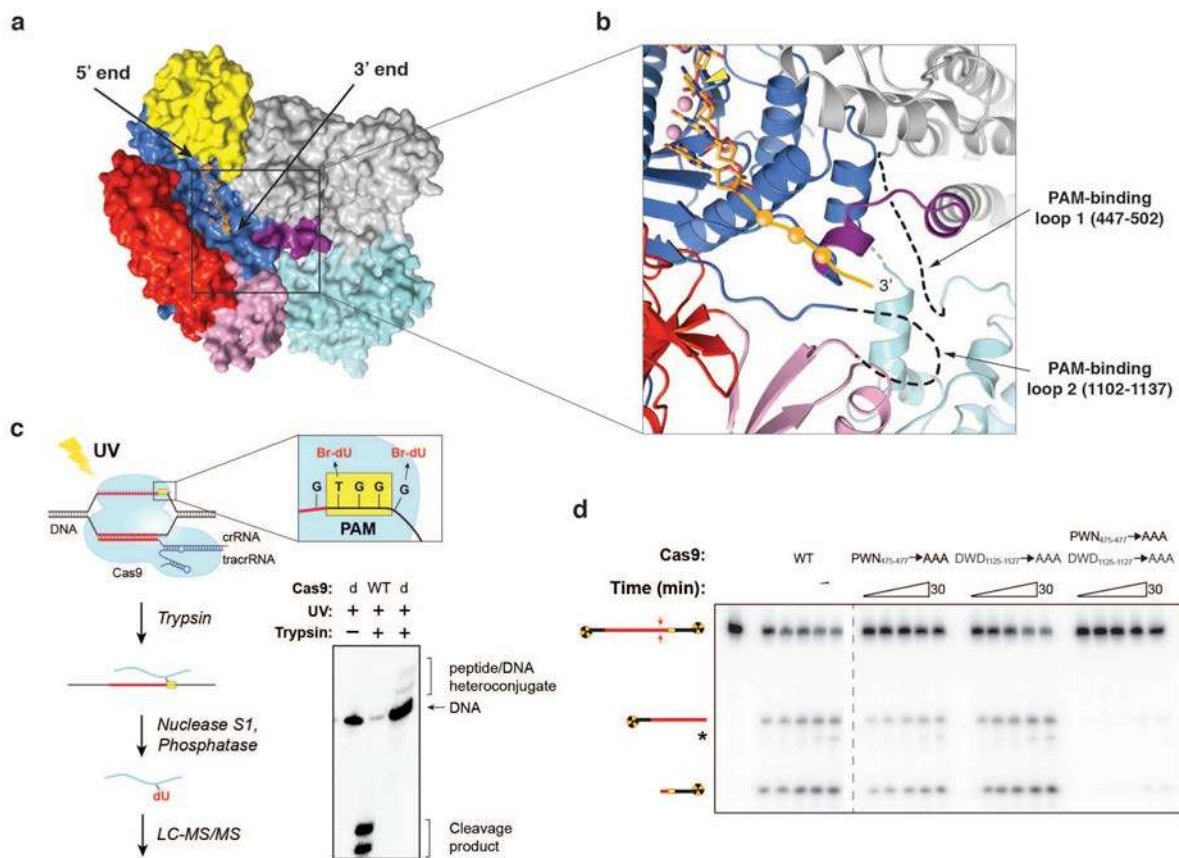 a
5' end
3' end
b
3'
PAM-binding
loop 1 (447-502)
PAM-binding
loop 2 (1102-1137)
c
UV
Br-dU
Br-dU
G T G G G
PAM
DNA
crRNA
tracrRNA
Cas9
Trypsin
Nuclease S1,
Phosphatase
dU
LC-MS/MS
Cas9: d WT d
UV: + + +
Trypsin: − + +
peptide/DNA
heteroconjugate
DNA
Cleavage
product
d
PWN475-477→AAA
Cas9: WT PWN475-477→AAA DWD1125-1127→AAA DWD1125-1127→AAA
Time (min): 30 30 30
*